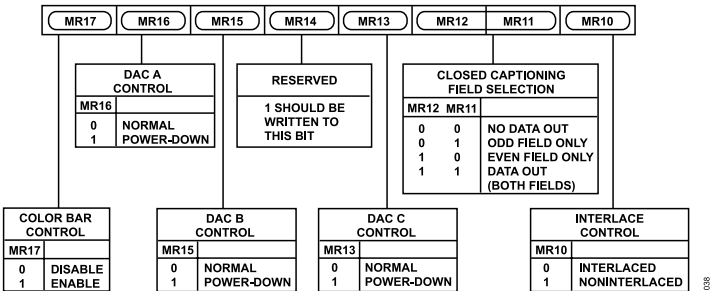 MR17 MR16 MR15 MR14 MR13 MR12 MR11 MR10
DAC A
CONTROL
MR16
0 NORMAL
1 POWER-DOWN
RESERVED
1 SHOULD BE
WRITTEN TO
THIS BIT
CLOSED CAPTIONING
FIELD SELECTION
MR12 MR11
0 0 NO DATA OUT
0 1 ODD FIELD ONLY
1 0 EVEN FIELD ONLY
1 1 DATA OUT
(BOTH FIELDS)
COLOR BAR
CONTROL
MR17
0 DISABLE
1 ENABLE
DAC B
CONTROL
MR15
0 NORMAL
1 POWER-DOWN
DAC C
CONTROL
MR13
0 NORMAL
1 POWER-DOWN
INTERLACE
CONTROL
MR10
0 INTERLACED
1 NONINTERLACED
038